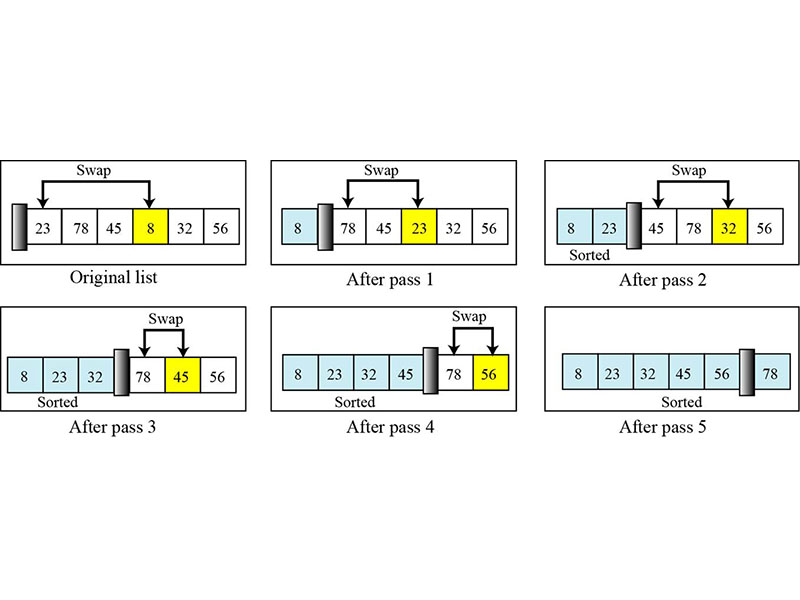 Swap
23 78 45 8 32 56
Original list
Swap
8 78 45 23 32 56
After pass 1
Swap
8 23 45 78 32 56
Sorted
After pass 2
Swap
8 23 32 78 45 56
Sorted
After pass 3
Swap
8 23 32 45 78 56
Sorted
After pass 4
8 23 32 45 56 78
Sorted
After pass 5